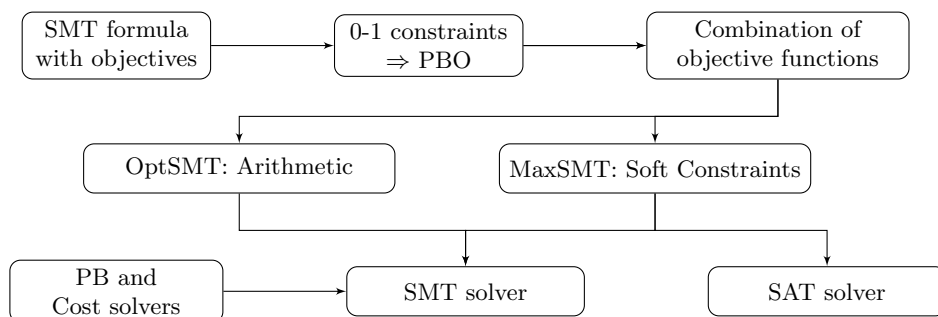 SMT formula
with objectives
0-1 constraints
⇒ PBO
Combination of
objective functions
OptSMT: Arithmetic
MaxSMT: Soft Constraints
PB and
Cost solvers
SMT solver
SAT solver